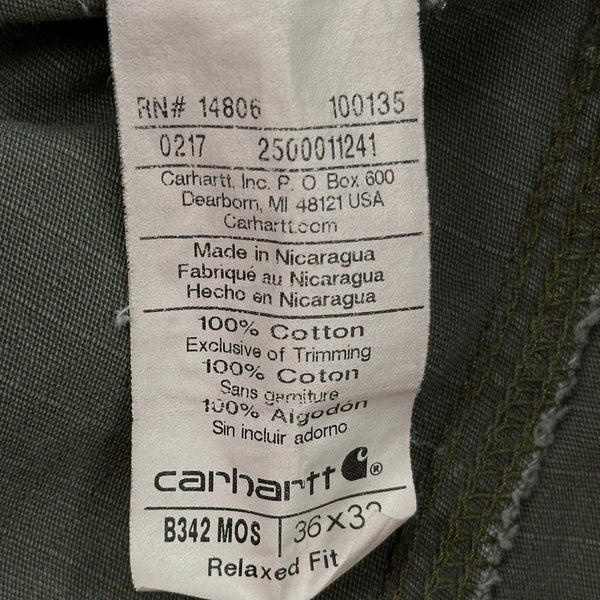 RN# 14806 100135
0217 2500011241
Carhartt, Inc. P. O. Box 600
Dearborn, MI 48121 USA
Carhartt.com
Made in Nicaragua
Fabriqué au Nicaragua
Hecho en Nicaragua
100% Cotton
Exclusive of Trimming
100% Coton
Sans garniture
100% Algodón
Sin incluir adorno
carhartt ®
B342 MOS
Relaxed Fit